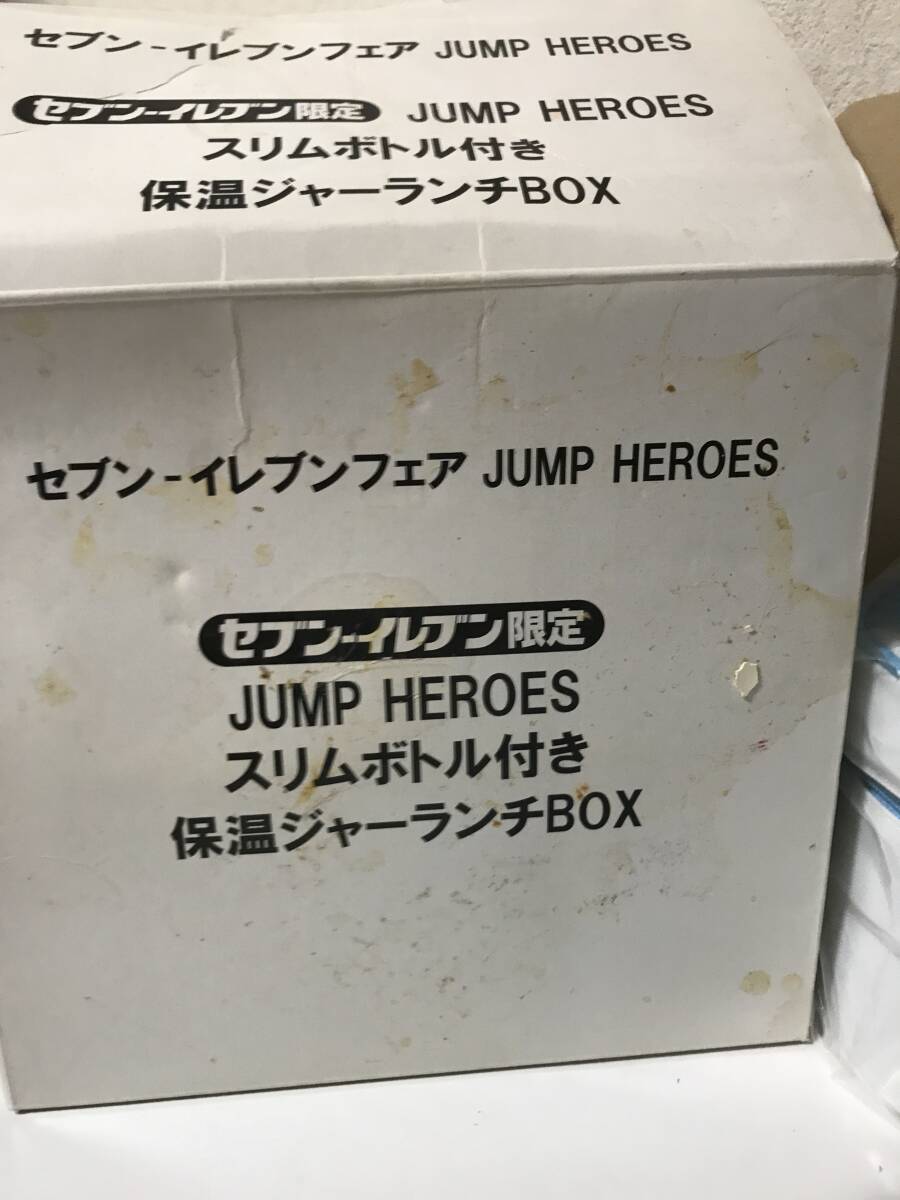 セブン-イレブンフェア JUMP HEROES
セブン-イレブン限定 JUMP HEROES
スリムボトル付き
保温ジャーランチBOX
セブン-イレブンフェア JUMP HEROES
セブン-イレブン限定
JUMP HEROES
スリムボトル付き
保温ジャーランチBOX